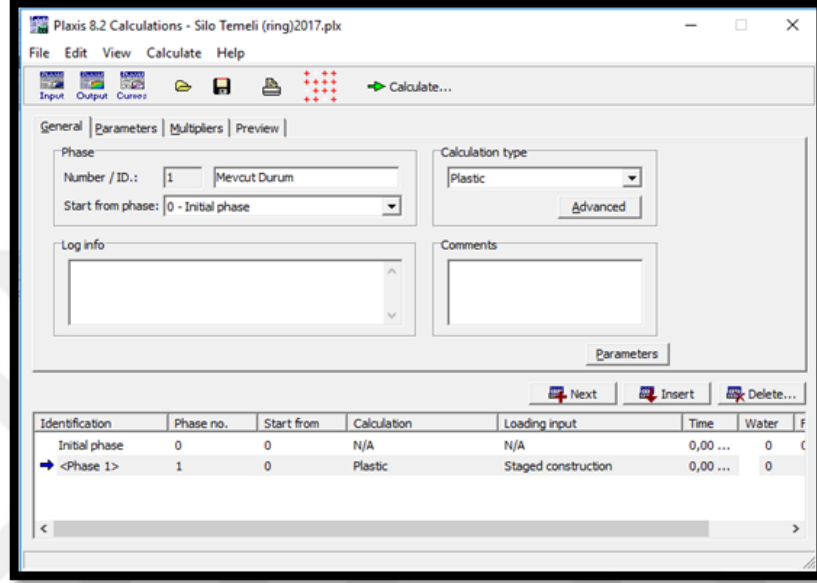 Plaxis 8.2 Calculations - Silo Temeli (ring)2017.plx
File Edit View Calculate Help
Input Output Curves Calculate...
General Parameters Multipliers Preview
Phase
Number / ID.: 1 Mevcut Durum
Start from phase: 0 - Initial phase
Calculation type
Plastic
Advanced
Log info
Comments
Parameters
Next Insert Delete...
Identification Phase no. Start from Calculation Loading input Time Water F
Initial phase 0 0 N/A N/A 0,00 ... 0
<Phase 1> 1 0 Plastic Staged construction 0,00 ... 0